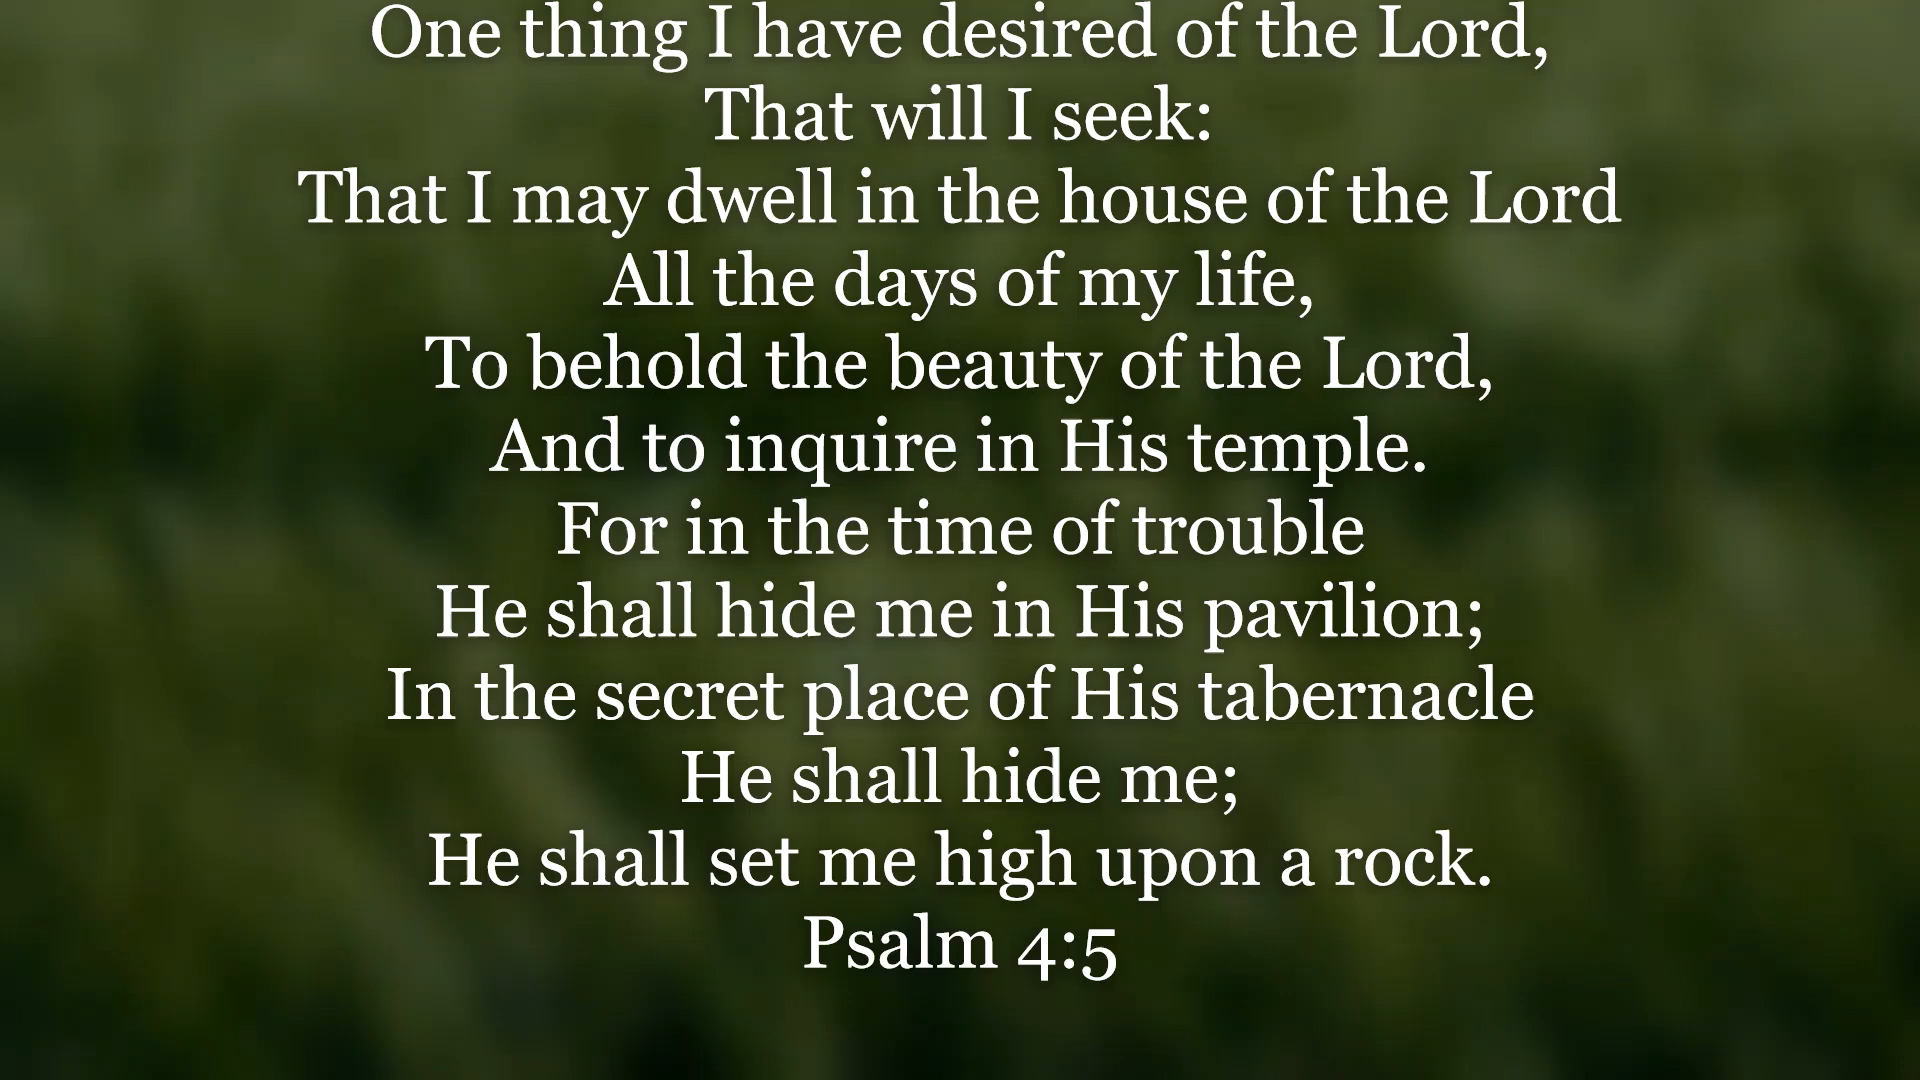 One thing I have desired of the Lord,
That will I seek:
That I may dwell in the house of the Lord
All the days of my life,
To behold the beauty of the Lord,
And to inquire in His temple.
For in the time of trouble
He shall hide me in His pavilion;
In the secret place of His tabernacle
He shall hide me;
He shall set me high upon a rock.
Psalm 4:5